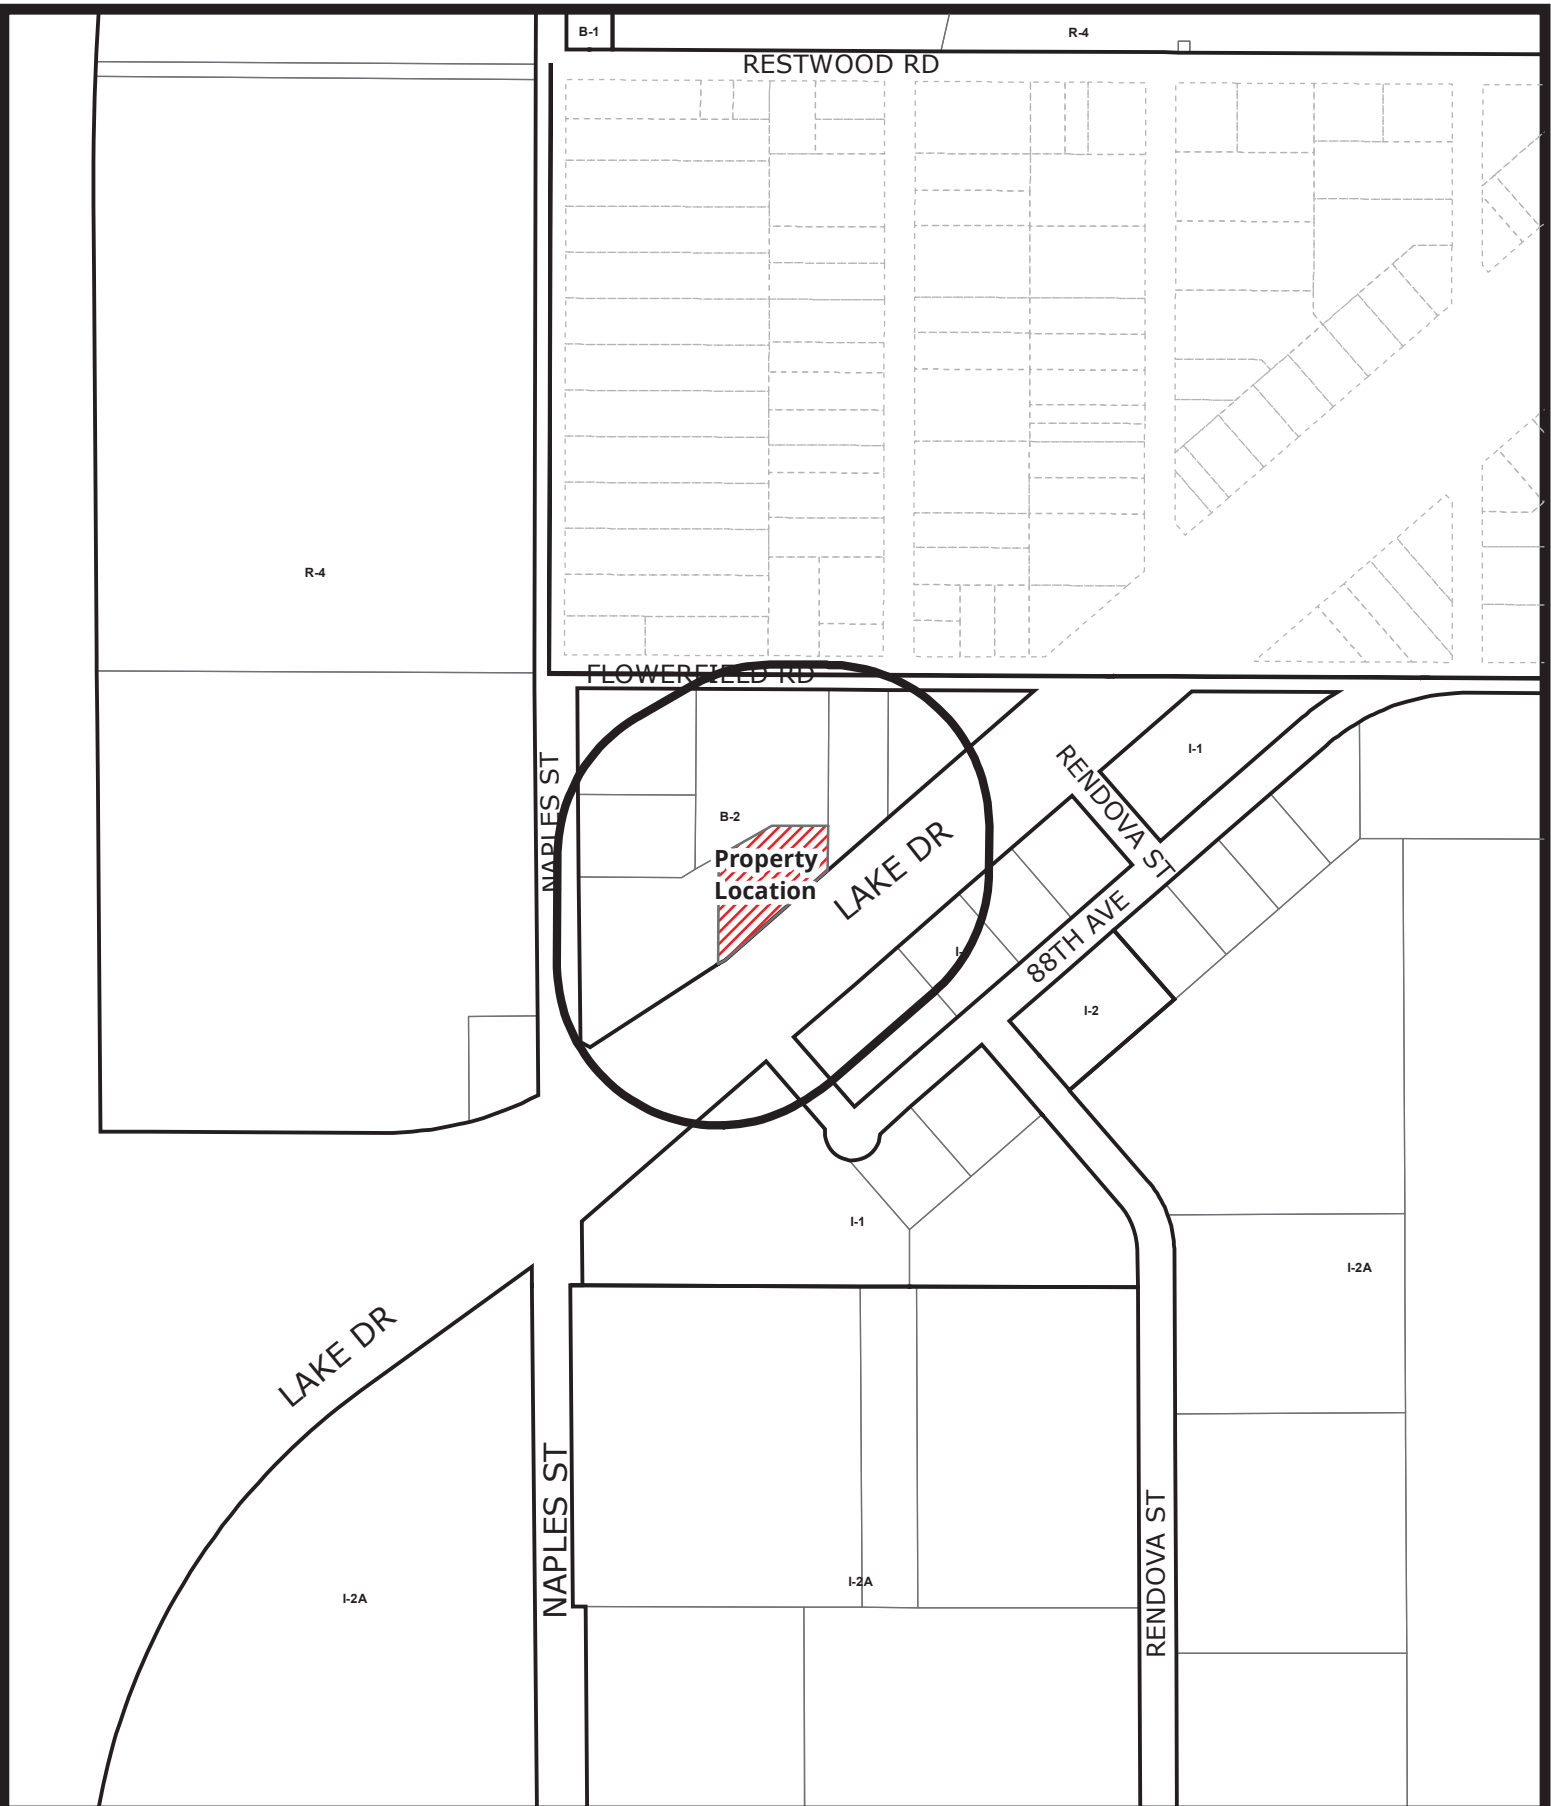 B-1
R-4
RESTWOOD RD
R-4
FLOWERFIELD RD
NAPLES ST
B-2
Property
Location
LAKE DR
RENDOVA ST
I-1
88TH AVE
I-2
I-1
I-2A
LAKE DR
NAPLES ST
RENDOVA ST
I-2A
I-2A